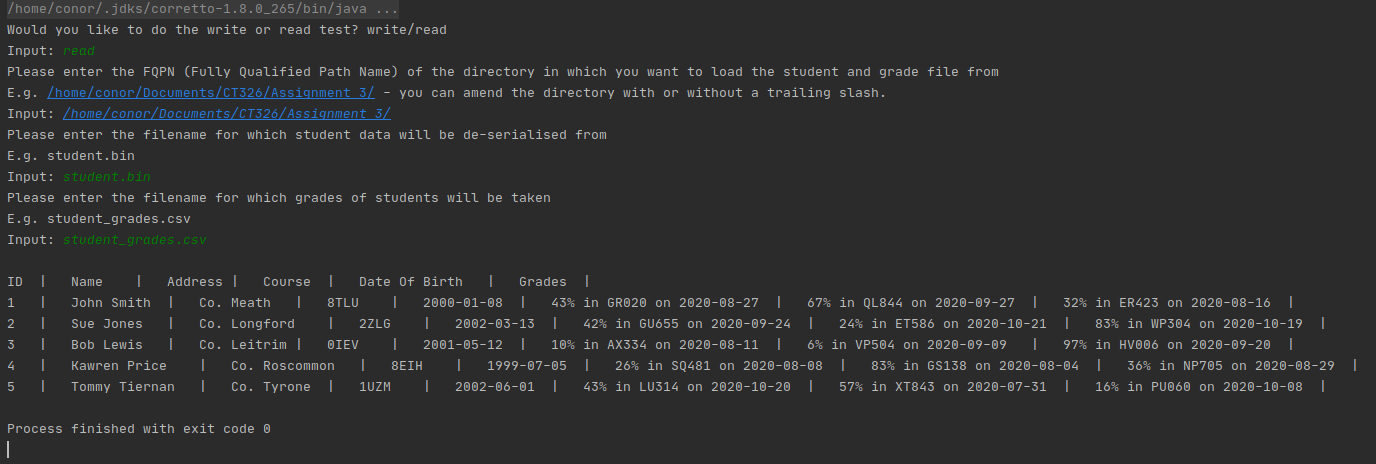 /home/conor/.jdks/corretto-1.8.0_265/bin/java ...
Would you like to do the write or read test? write/read
Input: read
Please enter the FQPN (Fully Qualified Path Name) of the directory in which you want to load the student and grade file from
E.g. /home/conor/Documents/CT326/Assignment 3/ - you can amend the directory with or without a trailing slash.
Input: /home/conor/Documents/CT326/Assignment 3/
Please enter the filename for which student data will be de-serialised from
E.g. student.bin
Input: student.bin
Please enter the filename for which grades of students will be taken
E.g. student_grades.csv
Input: student_grades.csv
ID | Name | Address | Course | Date Of Birth | Grades |
1 | John Smith | Co. Meath | 8TLU | 2000-01-08 | 43% in GR020 on 2020-08-27 | 67% in QL844 on 2020-09-27 | 32% in ER423 on 2020-08-16 |
2 | Sue Jones | Co. Longford | 2ZLG | 2002-03-13 | 42% in GU655 on 2020-09-24 | 24% in ET586 on 2020-10-21 | 83% in WP304 on 2020-10-19 |
3 | Bob Lewis | Co. Leitrim | 0IEV | 2001-05-12 | 10% in AX334 on 2020-08-11 | 6% in VP504 on 2020-09-09 | 97% in HV006 on 2020-09-20 |
4 | Kawren Price | Co. Roscommon | 8EIH | 1999-07-05 | 26% in SQ481 on 2020-08-08 | 83% in GS138 on 2020-08-04 | 36% in NP705 on 2020-08-29 |
5 | Tommy Tiernan | Co. Tyrone | 1UZM | 2002-06-01 | 43% in LU314 on 2020-10-20 | 57% in XT843 on 2020-07-31 | 16% in PU060 on 2020-10-08 |
Process finished with exit code 0